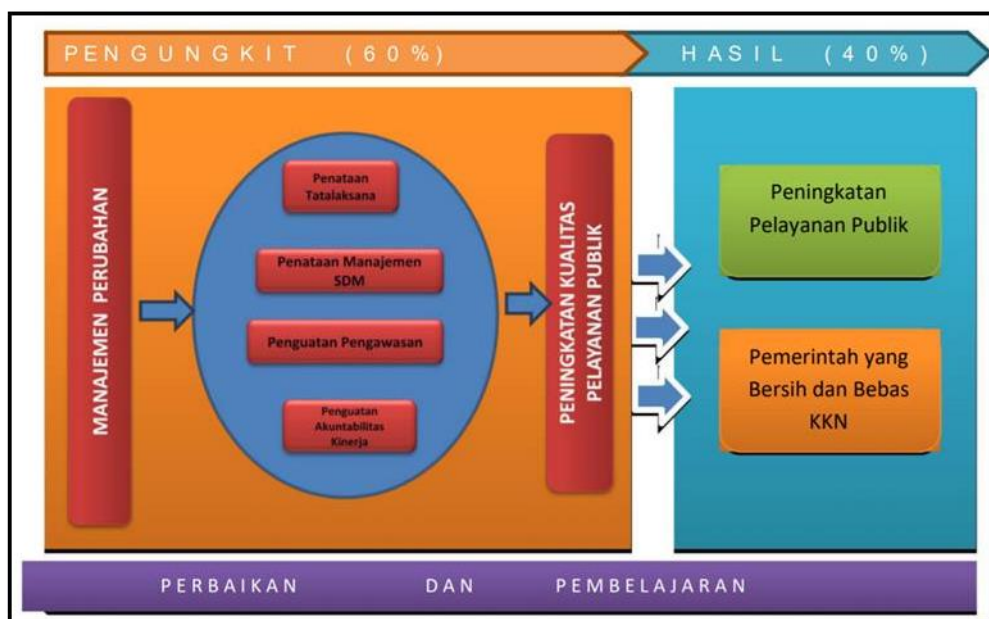 PENGUNGKIT (60%)
HASIL (40%)
MANAJEMEN PERUBAHAN
Penataan
Tatalaksana
Penataan Manajemen
SDM
Penguatan Pengawasan
Penguatan
Akuntabilitas
Kinerja
PENINGKATAN KUALITAS
PELAYANAN PUBLIK
Peningkatan
Pelayanan Publik
Pemerintah yang
Bersih dan Bebas
KKN
PERBAIKAN DAN PEMBELAJARAN